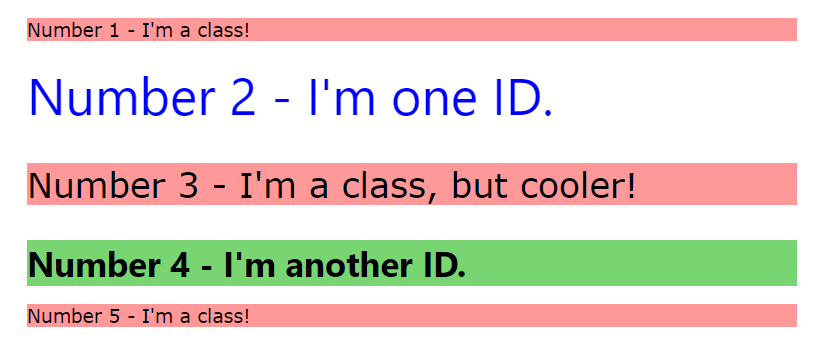 Number 1 - I'm a class!
Number 2 - I'm one ID.
Number 3 - I'm a class, but cooler!
Number 4 - I'm another ID.
Number 5 - I'm a class!